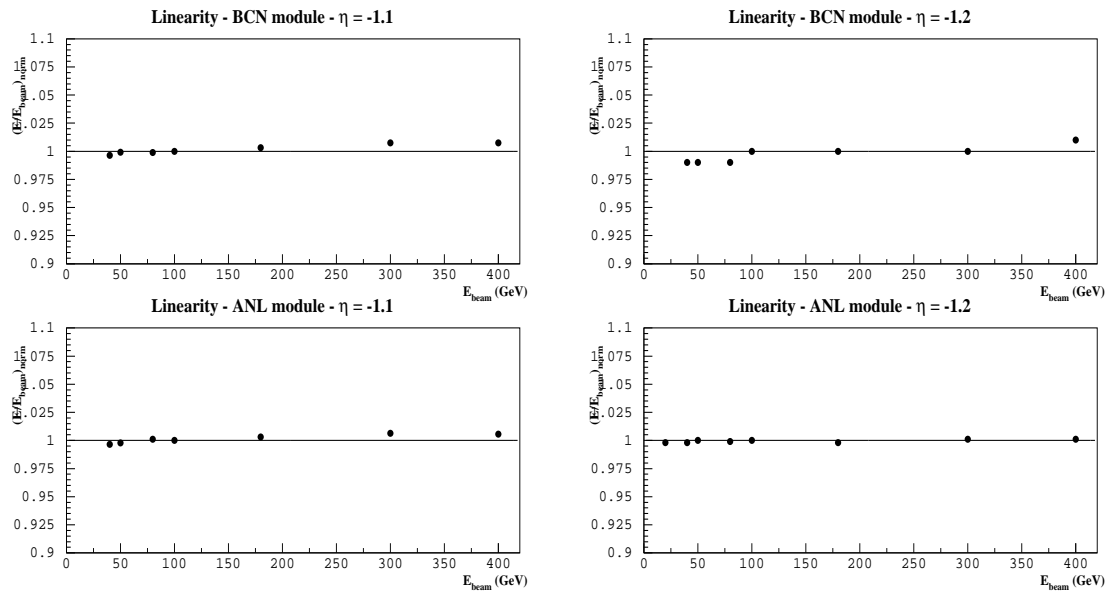 Linearity - BCN module - η = -1.1
(E/E_beam)_norm
1.1
1.075
1.05
1.025
1
0.975
0.95
0.925
0.9
0 50 100 150 200 250 300 350 400
E_beam (GeV)
Linearity - BCN module - η = -1.2
(E/E_beam)_norm
1.1
1.075
1.05
1.025
1
0.975
0.95
0.925
0.9
0 50 100 150 200 250 300 350 400
E_beam (GeV)
Linearity - ANL module - η = -1.1
(E/E_beam)_norm
1.1
1.075
1.05
1.025
1
0.975
0.95
0.925
0.9
0 50 100 150 200 250 300 350 400
E_beam (GeV)
Linearity - ANL module - η = -1.2
(E/E_beam)_norm
1.1
1.075
1.05
1.025
1
0.975
0.95
0.925
0.9
0 50 100 150 200 250 300 350 400
E_beam (GeV)